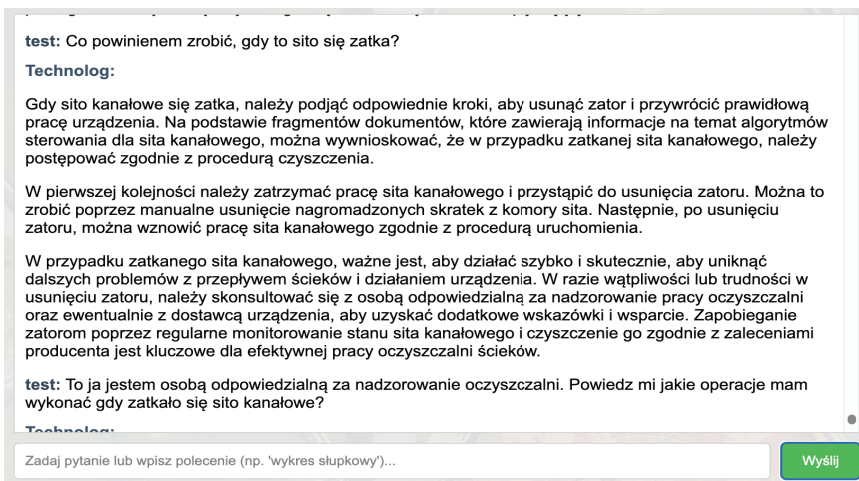 test: Co powinienem zrobić, gdy to sito się zatka?
Technolog:
Gdy sito kanałowe się zatka, należy podjąć odpowiednie kroki, aby usunąć zator i przywrócić prawidłową
pracę urządzenia. Na podstawie fragmentów dokumentów, które zawierają informacje na temat algorytmów
sterowania dla sita kanałowego, można wywnioskować, że w przypadku zatkanej sita kanałowego, należy
postępować zgodnie z procedurą czyszczenia.
W pierwszej kolejności należy zatrzymać pracę sita kanałowego i przystąpić do usunięcia zatoru. Można to
zrobić poprzez manualne usunięcie nagromadzonych skratek z komory sita. Następnie, po usunięciu
zatoru, można wznowić pracę sita kanałowego zgodnie z procedurą uruchomienia.
W przypadku zatkanego sita kanałowego, ważne jest, aby działać szybko i skutecznie, aby uniknąć
dalszych problemów z przepływem ścieków i działaniem urządzenia. W razie wątpliwości lub trudności w
usunięciu zatoru, należy skonsultować się z osobą odpowiedzialną za nadzorowanie pracy oczyszczalni
oraz ewentualnie z dostawcą urządzenia, aby uzyskać dodatkowe wskazówki i wsparcie. Zapobieganie
zatorom poprzez regularne monitorowanie stanu sita kanałowego i czyszczenie go zgodnie z zaleceniami
producenta jest kluczowe dla efektywnej pracy oczyszczalni ścieków.
test: To ja jestem osobą odpowiedzialną za nadzorowanie oczyszczalni. Powiedz mi jakie operacje mam
wykonać gdy zatkało się sito kanałowe?
Technolog:
Zadaj pytanie lub wpisz polecenie (np. 'wykres słupkowy')...
Wyślij